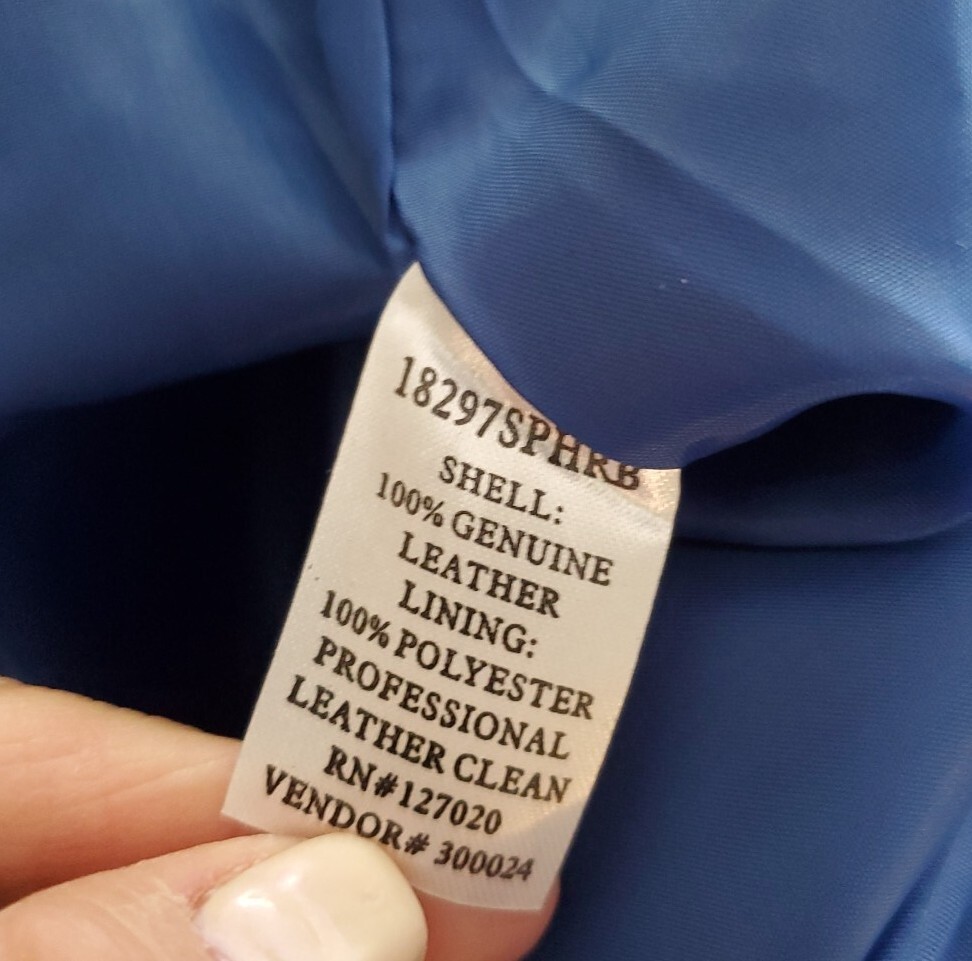 18297SPHRB
SHELL:
100% GENUINE
LEATHER
LINING:
100% POLYESTER
PROFESSIONAL
LEATHER CLEAN
RN#127020
VENDOR# 300024